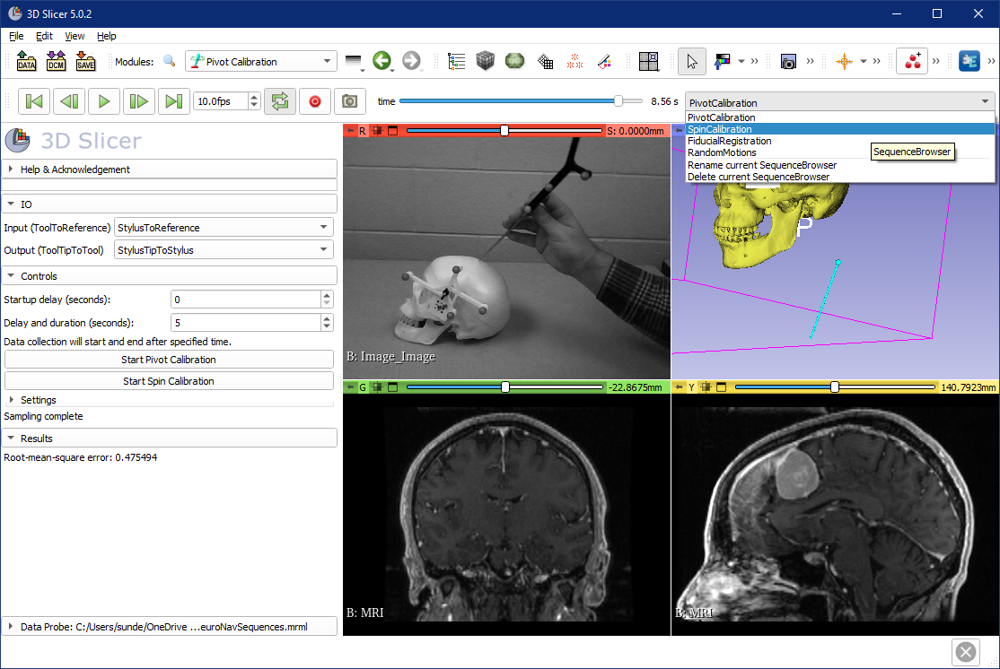 3D Slicer 5.0.2
File Edit View Help
DATA DCM SAVE Modules: Pivot Calibration
10.0fps time 8.56 s PivotCalibration
PivotCalibration
SpinCalibration
FiducialRegistration
RandomMotions
Rename current SequenceBrowser
Delete current SequenceBrowser
SequenceBrowser
3D Slicer
Help & Acknowledgement
IO
Input (ToolToReference) StylusToReference
Output (ToolTipToTool) StylusTipToStylus
Controls
Startup delay (seconds): 0
Delay and duration (seconds): 5
Data collection will start and end after specified time.
Start Pivot Calibration
Start Spin Calibration
Settings
Sampling complete
Results
Root-mean-square error: 0.475494
Data Probe: C:/Users/sunde/OneDrive ...euroNavSequences.mrml
R S: 0.0000mm
B: Image_Image
P
G -22.8675mm
B: MRI
Y 140.7923mm
B: MRI